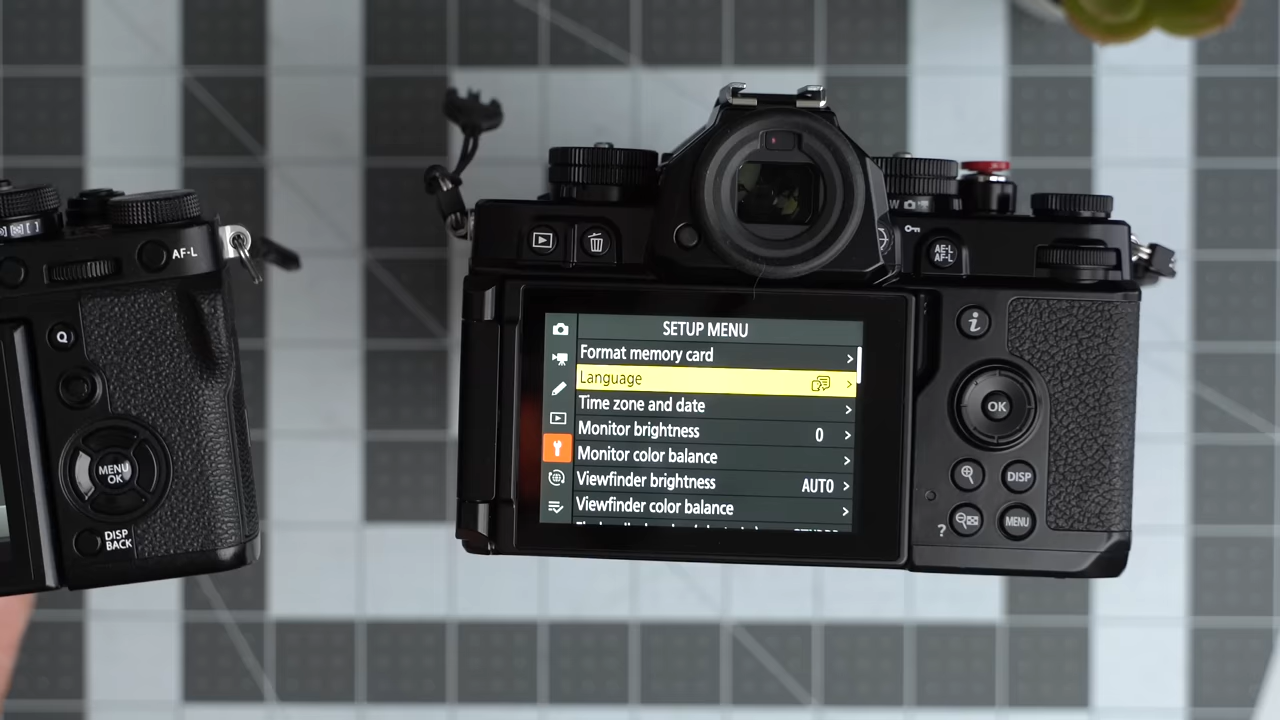 AF-L
Q
MENU
OK
DISP
BACK
W
AE-L
AF-L
i
OK
DISP
MENU
?
SETUP MENU
Format memory card
Language
Time zone and date
Monitor brightness 0
Monitor color balance
Viewfinder brightness AUTO
Viewfinder color balance